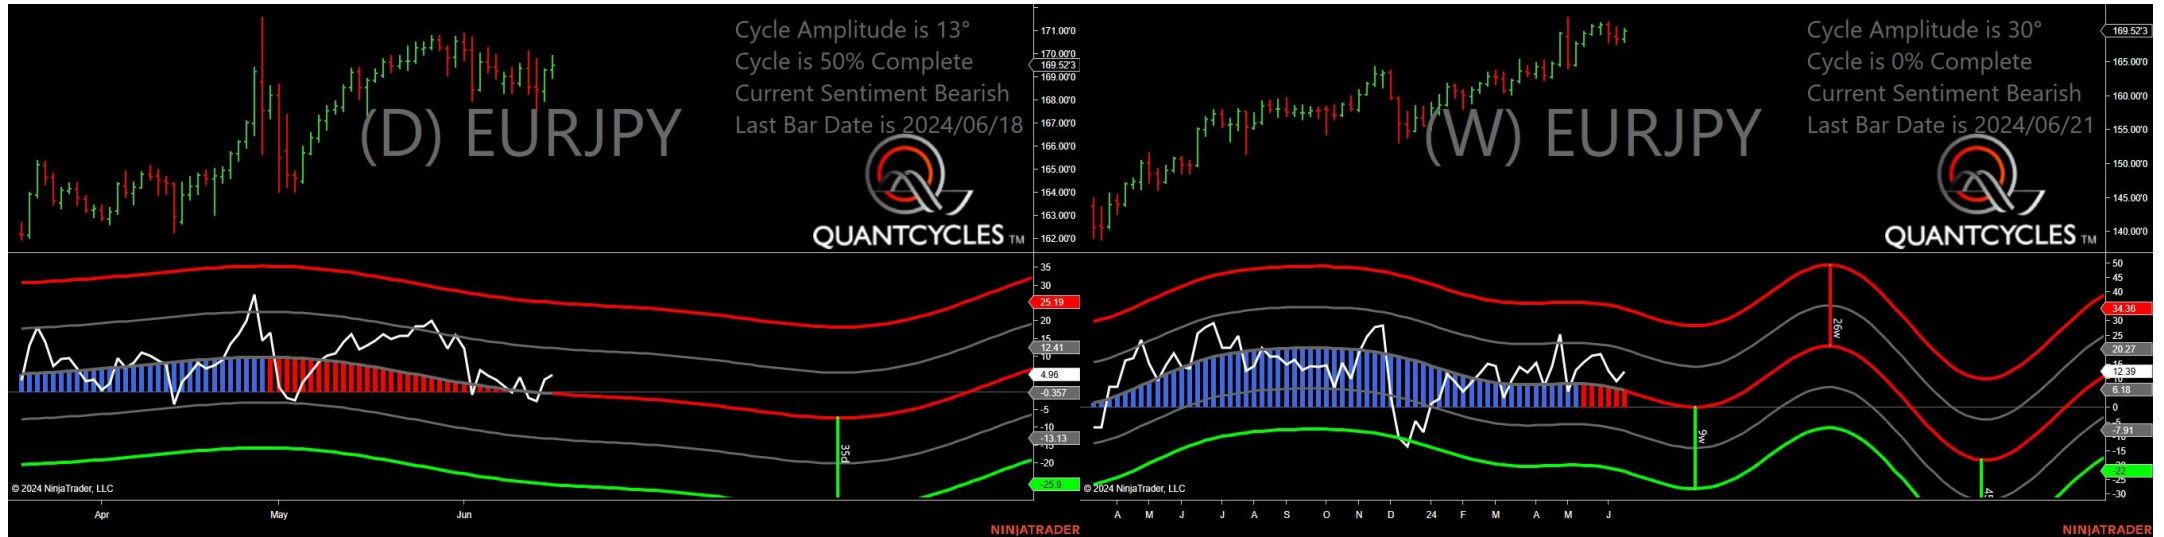 Cycle Amplitude is 13°
Cycle is 50% Complete
Current Sentiment Bearish
Last Bar Date is 2024/06/18
(D) EURJPY
QUANTCYCLES TM
171.00'0
170.00'0
169.52'3
169.00'0
168.00'0
167.00'0
166.00'0
165.00'0
164.00'0
163.00'0
162.00'0
35
30
25.19
20
12.41
10
4.96
-0.357
-5
-10
-13.13
-20
-25.9
35d
© 2024 NinjaTrader, LLC
Apr May Jun
NINJATRADER
Cycle Amplitude is 30°
Cycle is 0% Complete
Current Sentiment Bearish
Last Bar Date is 2024/06/21
(W) EURJPY
QUANTCYCLES TM
169.52'3
165.00'0
160.00'0
155.00'0
150.00'0
145.00'0
140.00'0
50
45
40
34.36
30
25
20.27
12.39
6.18
0
-7.91
-15
-22
-25
-30
26w
9w
© 2024 NinjaTrader, LLC
A M J J A S O N D 24 F M A M J
NINJATRADER